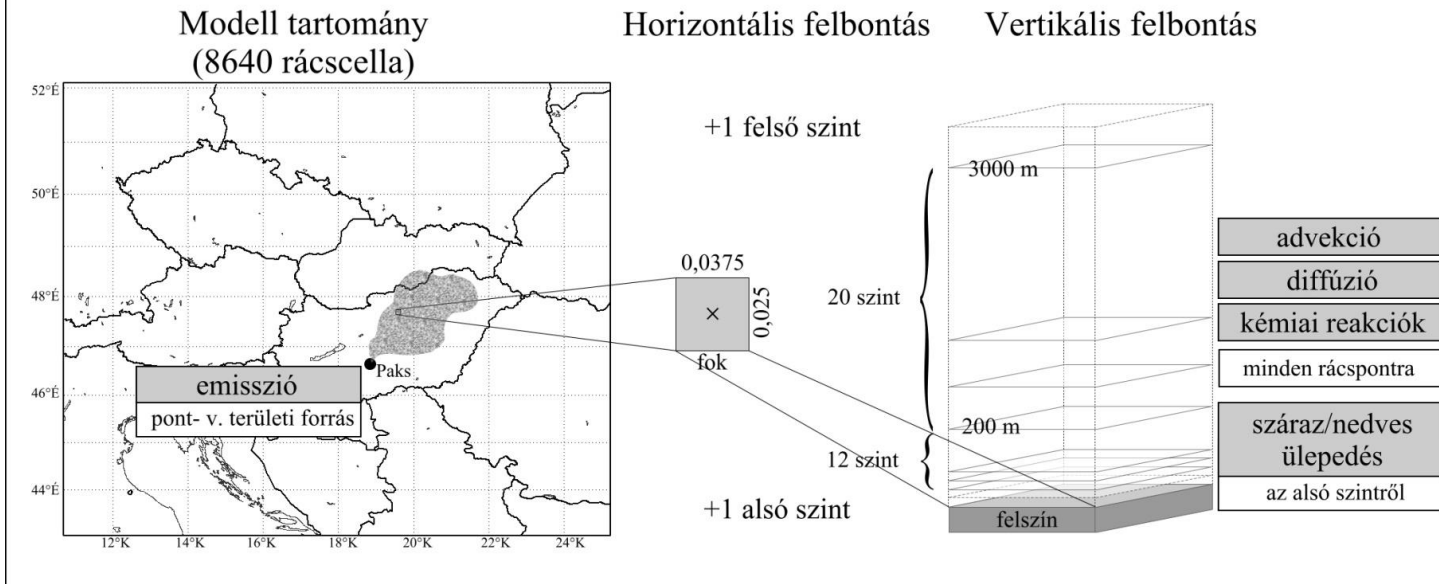 Modell tartomány
(8640 rácscella)
Horizontális felbontás
Vertikális felbontás
52°É
50°É
48°É
46°É
44°É
12°K
14°K
16°K
18°K
20°K
22°K
24°K
Paks
emisszió
pont- v. területi forrás
0,0375
0,025
fok
+1 felső szint
3000 m
20 szint
200 m
12 szint
+1 alsó szint
felszín
advekció
diffúzió
kémiai reakciók
minden rácspontra
száraz/nedves
ülepedés
az alsó szintről